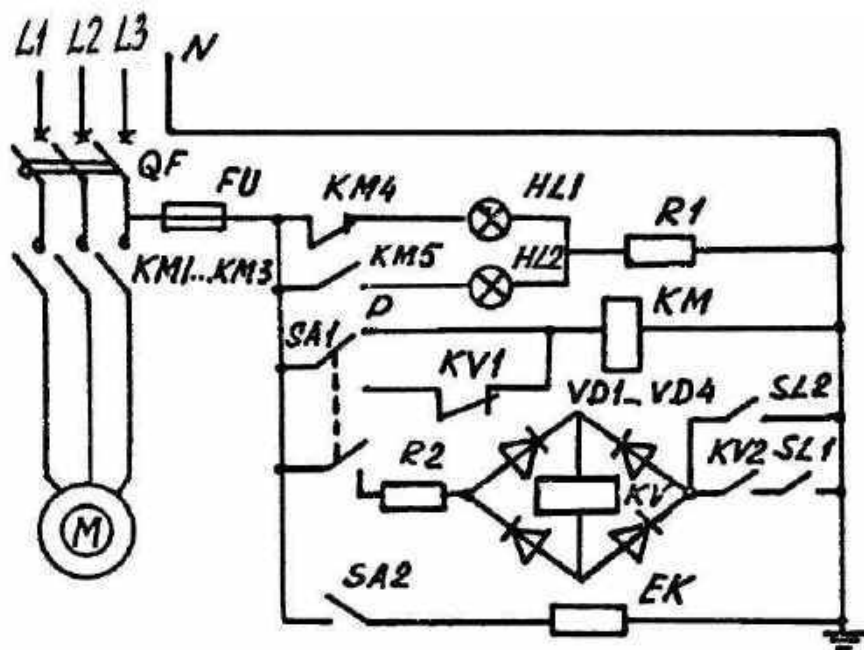 L1 L2 L3 N
QF FU KM4 HL1 R1
KM1...KM3 KM5 HL2
SA1 P KM
KV1 VD1-VD4 SL2
R2 KV KV2 SL1
M
SA2 EK